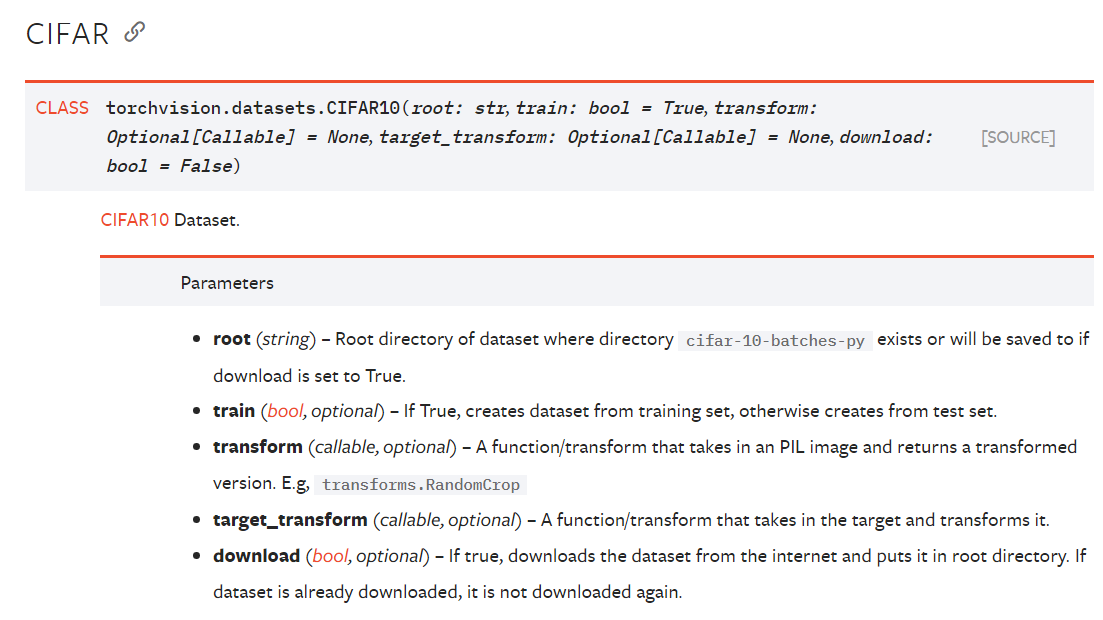 CIFAR
CLASS torchvision.datasets.CIFAR10(root: str, train: bool = True, transform:
Optional[Callable] = None, target_transform: Optional[Callable] = None, download:
bool = False)
[SOURCE]
CIFAR10 Dataset.
Parameters
• root (string) – Root directory of dataset where directory cifar-10-batches-py exists or will be saved to if
download is set to True.
• train (bool, optional) – If True, creates dataset from training set, otherwise creates from test set.
• transform (callable, optional) – A function/transform that takes in an PIL image and returns a transformed
version. E.g, transforms.RandomCrop
• target_transform (callable, optional) – A function/transform that takes in the target and transforms it.
• download (bool, optional) – If true, downloads the dataset from the internet and puts it in root directory. If
dataset is already downloaded, it is not downloaded again.